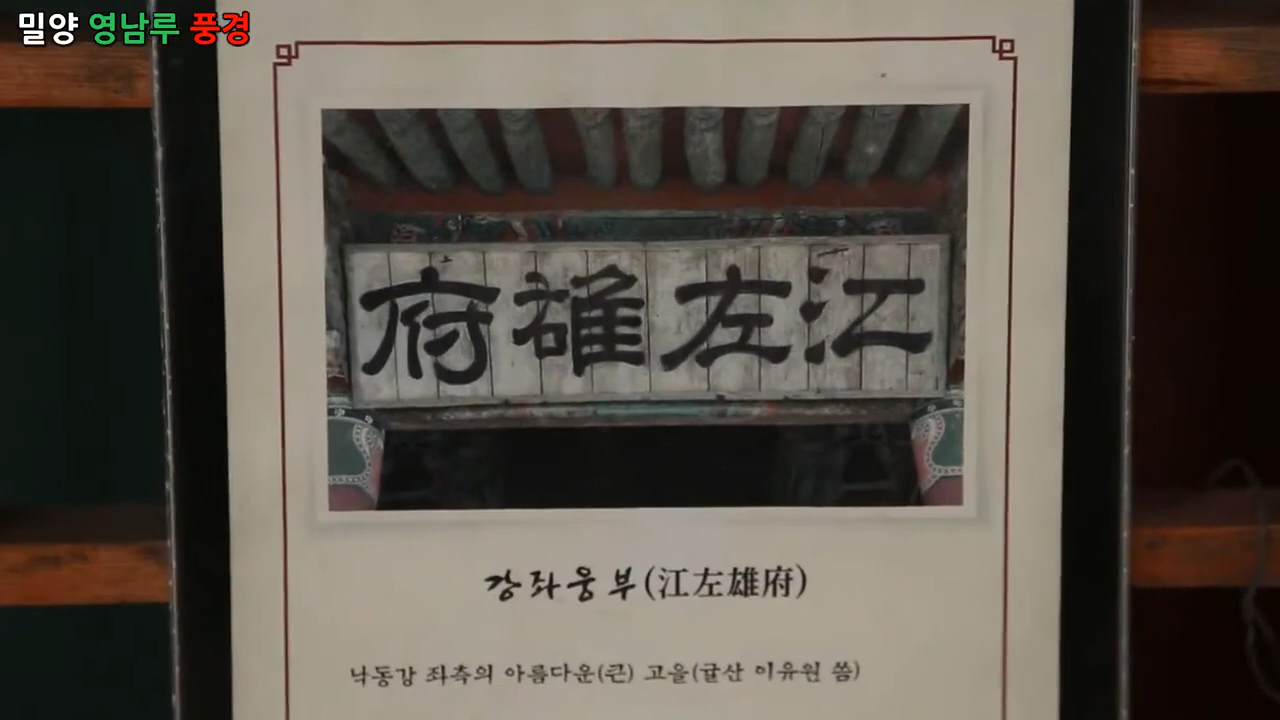 밀양 영남루 풍경
江左雄府
강좌웅부(江左雄府)
낙동강 좌측의 아름다운(큰) 고을(귤산 이유원 씀)